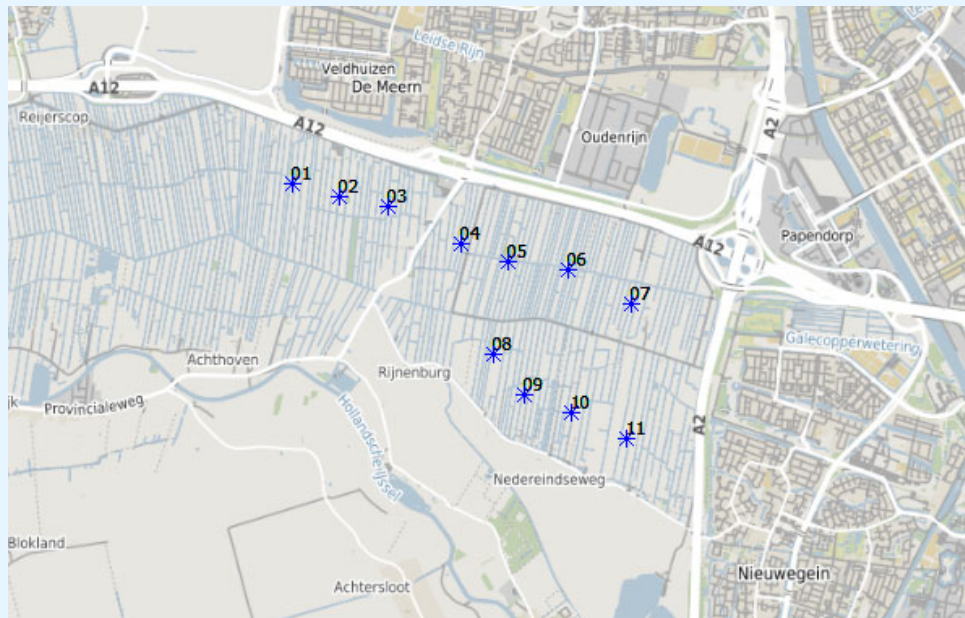 Leidse Rijn
Veldhuizen
De Meern
A12
Reijerscop
A12
A2
Oudenrijn
01
02
03
04
05
06
07
A12
Papendorp
Galecopperwetering
08
Achthoven
Rijnenburg
09
10
11
jk
Provincialeweg
Hollandsche IJssel
A2
Nedereindseweg
Blokland
Achtersloot
Nieuwegein